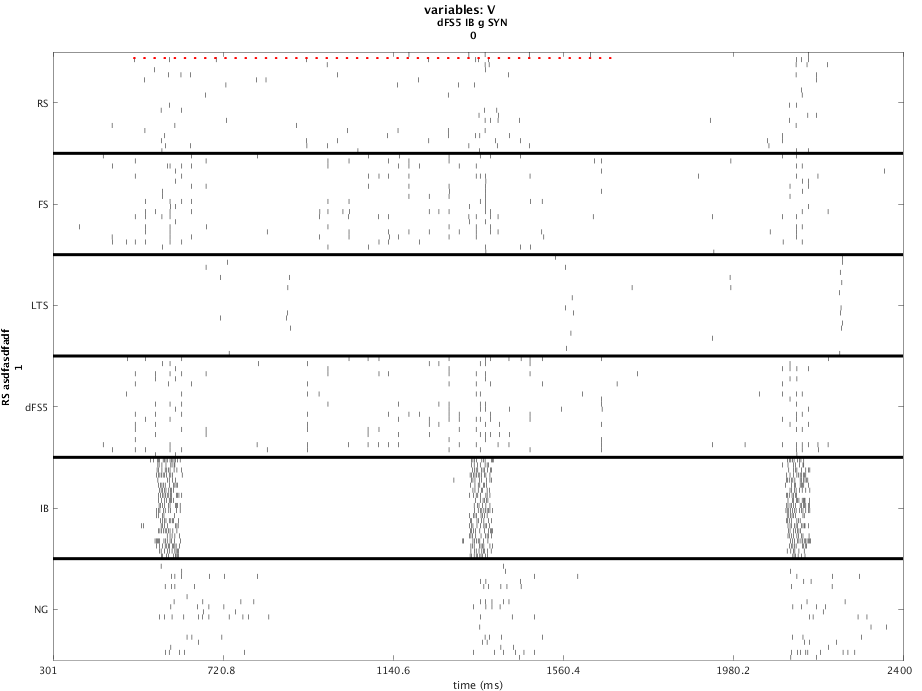 variables: V
dFS5 IB g SYN
0
RS
FS
LTS
dFS5
IB
NG
RS asdfasdfadf
1
301
720.8
1140.6
1560.4
1980.2
2400
time (ms)